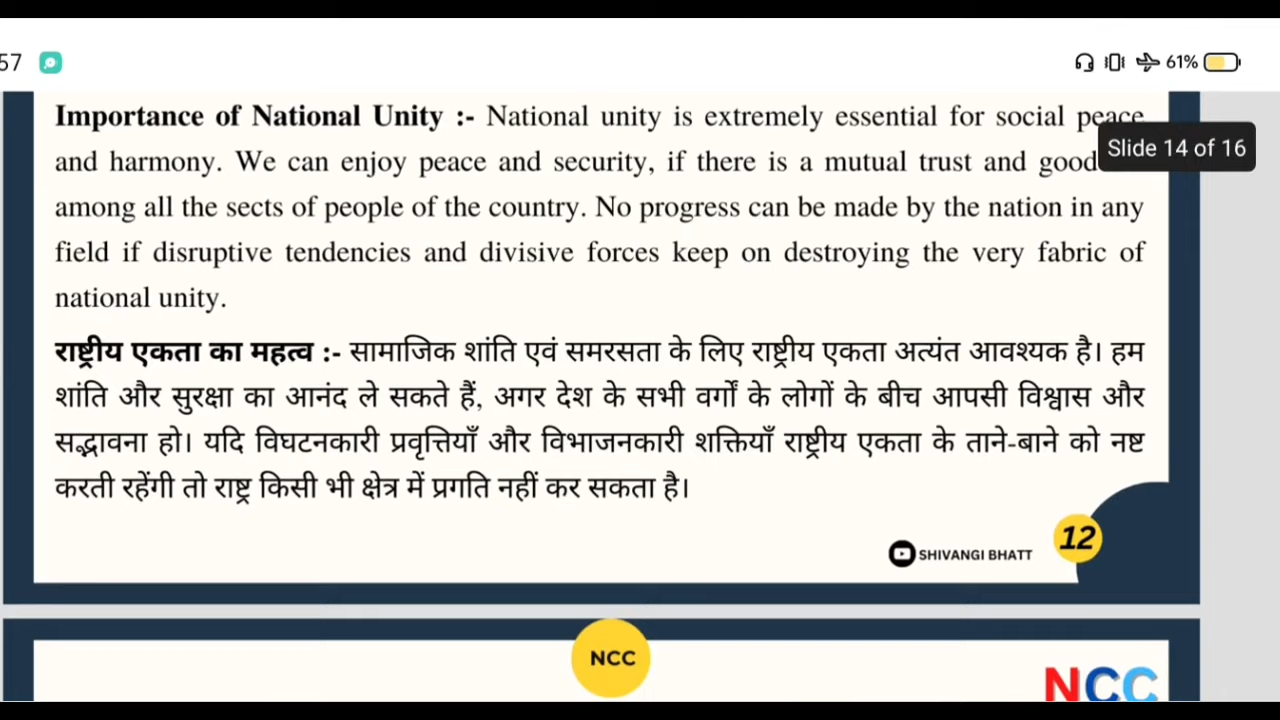 57
61%
Importance of National Unity :- National unity is extremely essential for social peace
Slide 14 of 16
and harmony. We can enjoy peace and security, if there is a mutual trust and good
among all the sects of people of the country. No progress can be made by the nation in any
field if disruptive tendencies and divisive forces keep on destroying the very fabric of
national unity.
राष्ट्रीय एकता का महत्व :- सामाजिक शांति एवं समरसता के लिए राष्ट्रीय एकता अत्यंत आवश्यक है। हम
शांति और सुरक्षा का आनंद ले सकते हैं, अगर देश के सभी वर्गों के लोगों के बीच आपसी विश्वास और
सद्भावना हो। यदि विघटनकारी प्रवृत्तियाँ और विभाजनकारी शक्तियाँ राष्ट्रीय एकता के ताने-बाने को नष्ट
करती रहेंगी तो राष्ट्र किसी भी क्षेत्र में प्रगति नहीं कर सकता है।
12
SHIVANGI BHATT
NCC
NCC